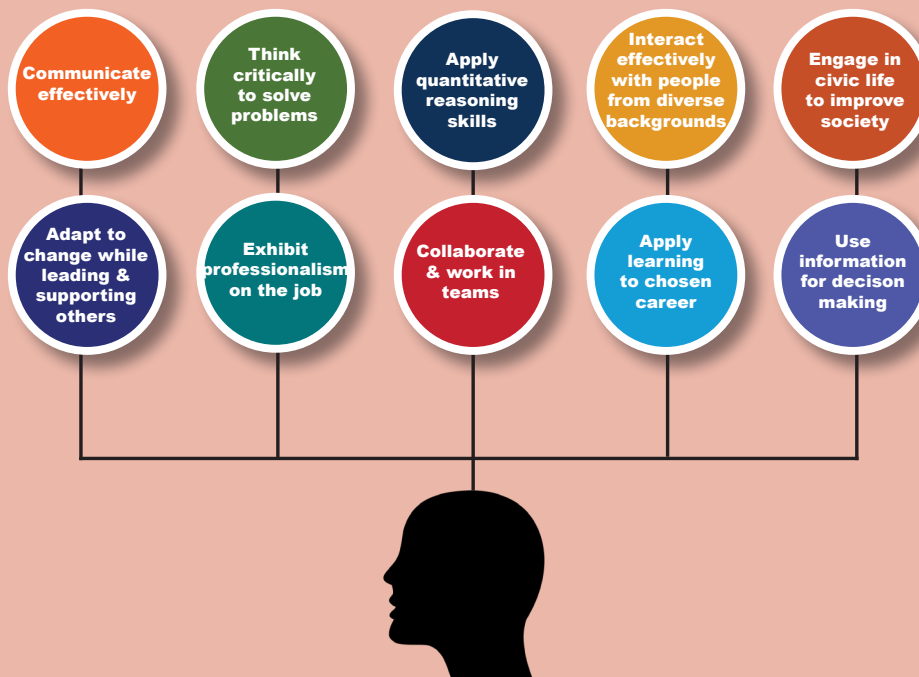 Communicate
effectively
Think
critically
to solve
problems
Apply
quantitative
reasoning
skills
Interact
effectively
with people
from diverse
backgrounds
Engage in
civic life
to improve
society
Adapt to
change while
leading &
supporting
others
Exhibit
professionalism
on the job
Collaborate
& work in
teams
Apply
learning
to chosen
career
Use
information
for decison
making